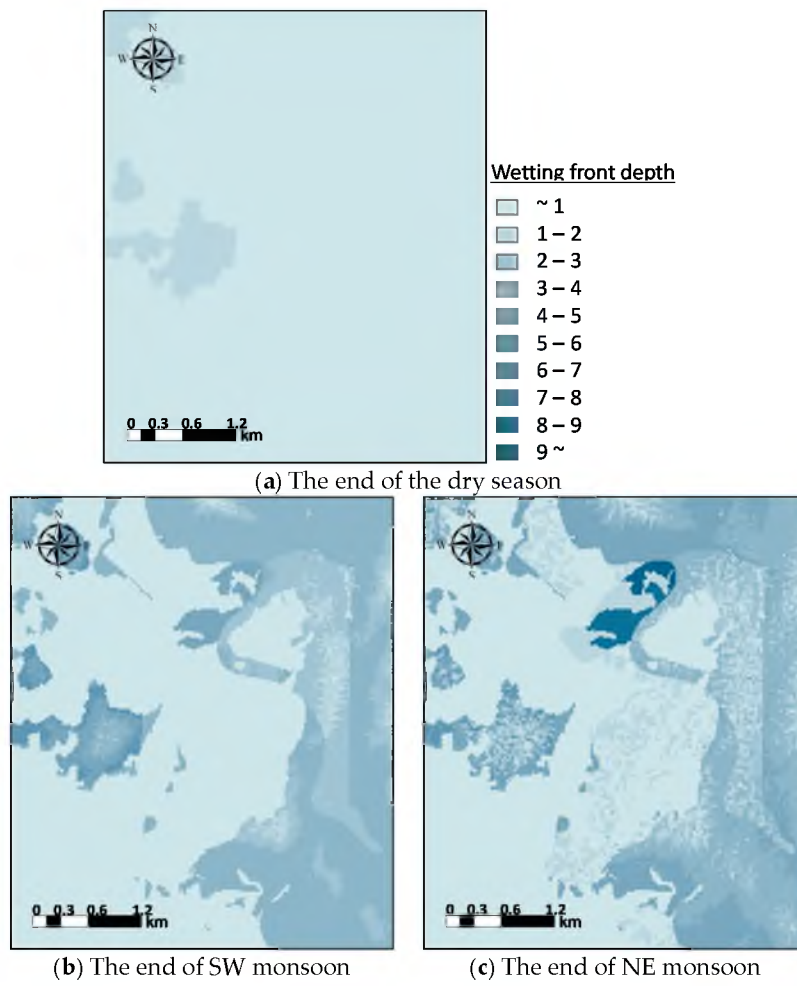 N
W E
S
0 0.3 0.6 1.2
km
Wetting front depth
~ 1
1 – 2
2 – 3
3 – 4
4 – 5
5 – 6
6 – 7
7 – 8
8 – 9
9 ~
(a) The end of the dry season
N
W E
S
0 0.3 0.6 1.2
km
(b) The end of SW monsoon
N
W E
S
0 0.3 0.6 1.2
km
(c) The end of NE monsoon